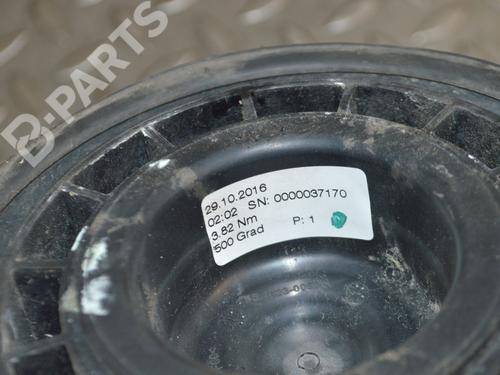 B-PARTS
29.10.2016
02:02 SN: 0000037170
3.82 Nm
500 Grad P: 1